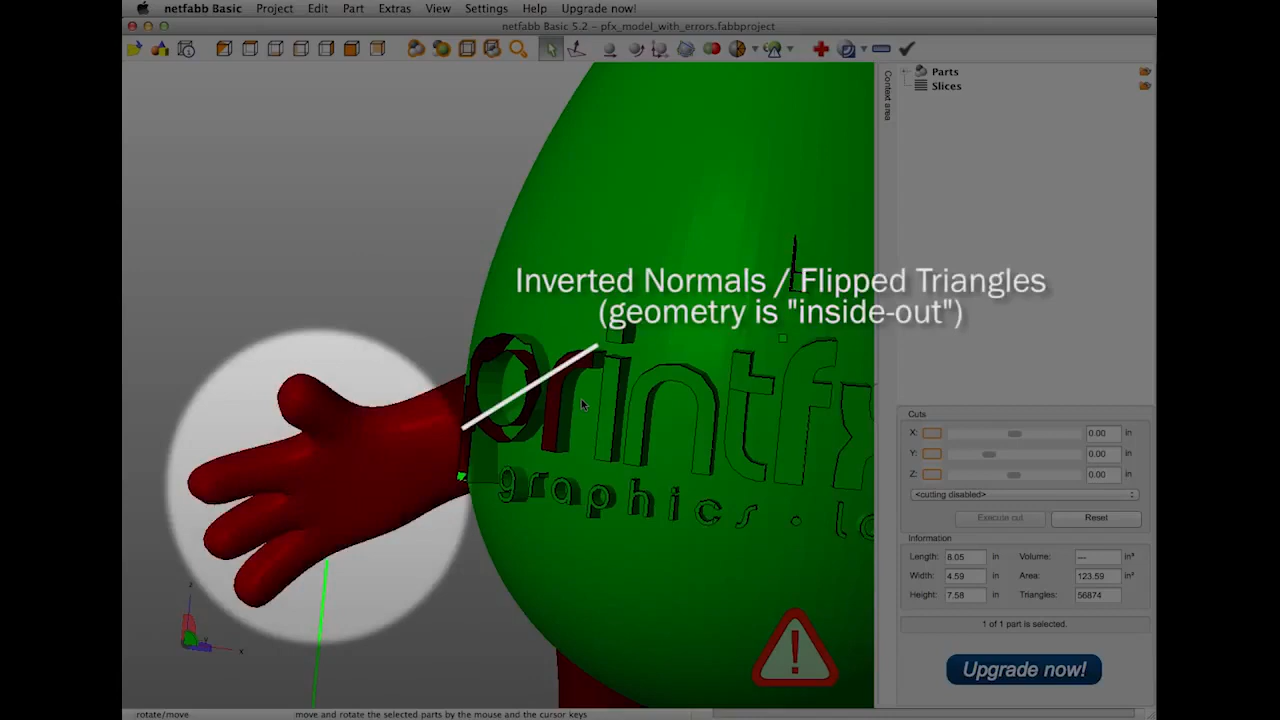 netfabb Basic Project Edit Part Extras View Settings Help Upgrade now!
netfabb Basic 5.2 - pfx_model_with_errors.fabbproject
Parts
Slices
Context area
Inverted Normals / Flipped Triangles
(geometry is "inside-out")
printfx
graphics · lo
Cuts
X: 0.00 in
Y: 0.00 in
Z: 0.00 in
<cutting disabled>
Execute cut Reset
Information
Length: 8.05 in Volume: --- in³
Width: 4.59 in Area: 123.59 in²
Height: 7.58 in Triangles: 56874
1 of 1 part is selected.
!
Upgrade now!
z
x
rotate/move move and rotate the selected parts by the mouse and the cursor keys